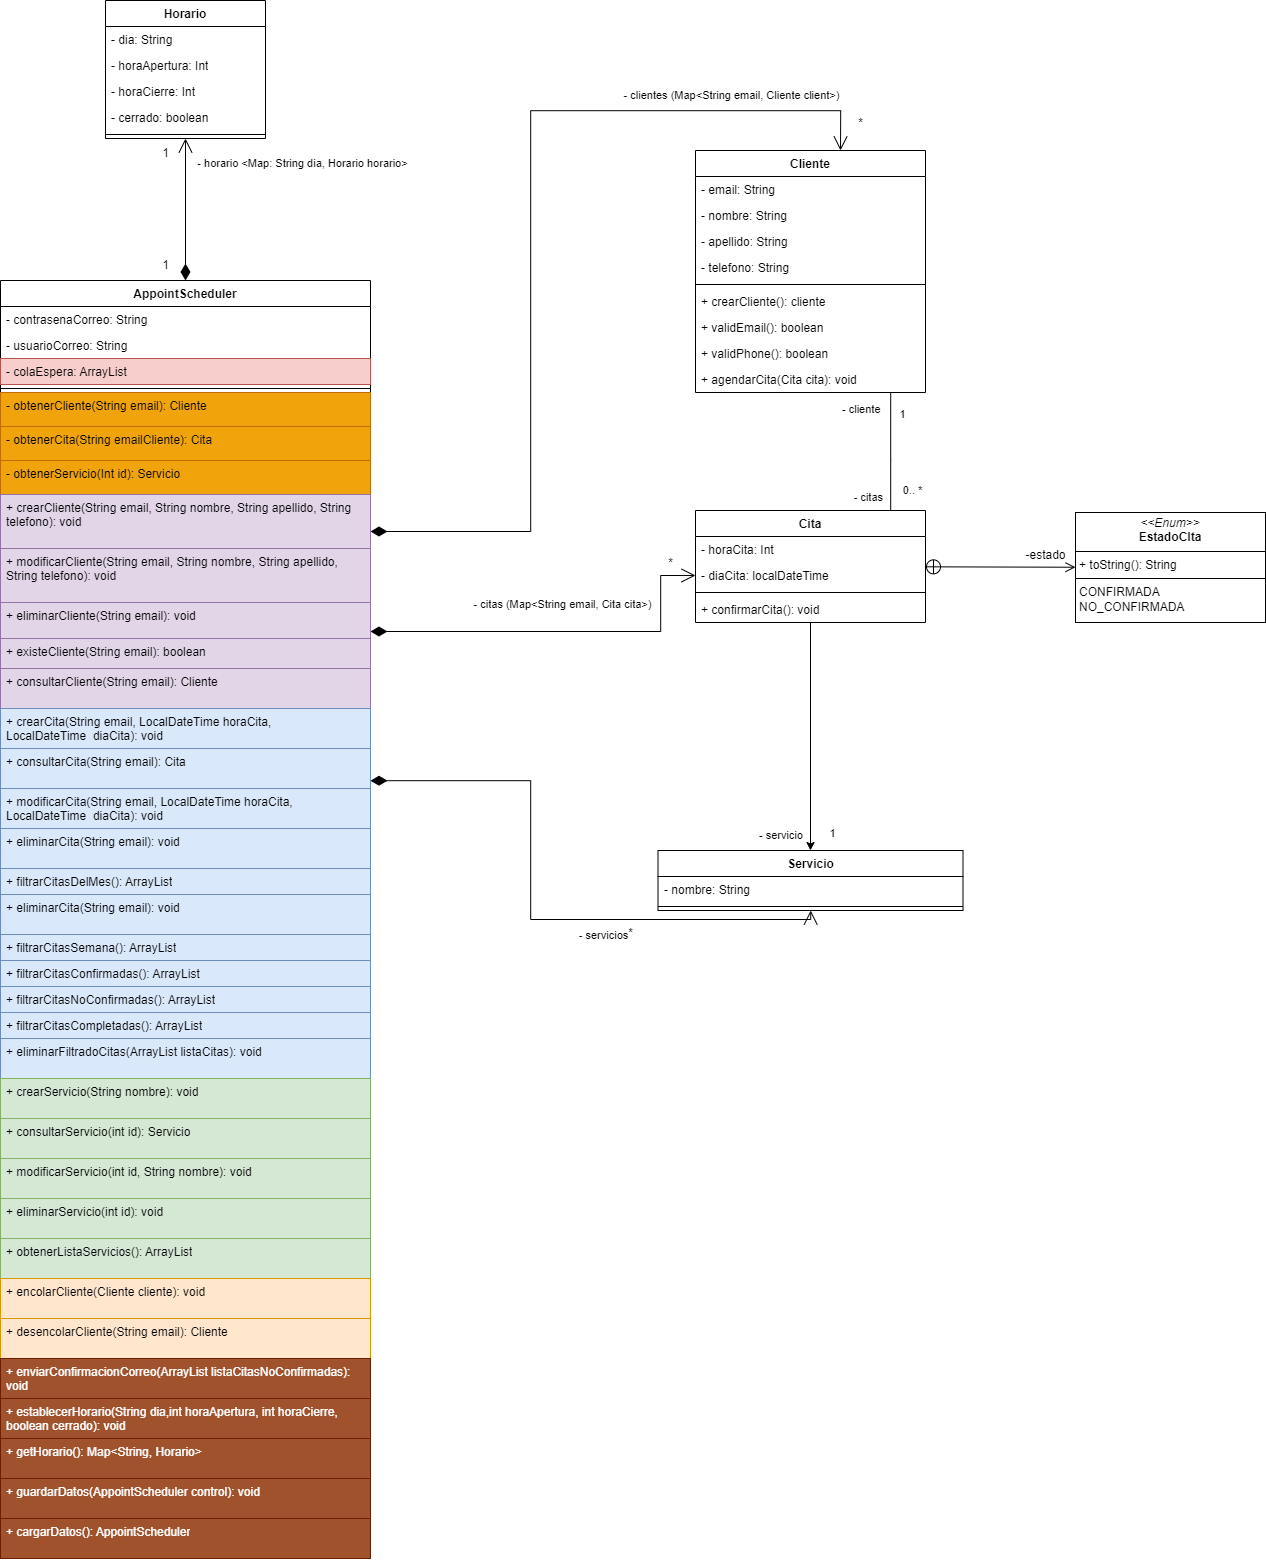 Horario
- dia: String
- horaApertura: Int
- horaCierre: Int
- cerrado: boolean
1
- horario <Map: String dia, Horario horario>
1
- clientes (Map<String email, Cliente client>)
*
Cliente
- email: String
- nombre: String
- apellido: String
- telefono: String
+ crearCliente(): cliente
+ validEmail(): boolean
+ validPhone(): boolean
+ agendarCita(Cita cita): void
- cliente
1
0.. *
- citas
AppointScheduler
- contrasenaCorreo: String
- usuarioCorreo: String
- colaEspera: ArrayList
- obtenerCliente(String email): Cliente
- obtenerCita(String emailCliente): Cita
- obtenerServicio(Int id): Servicio
+ crearCliente(String email, String nombre, String apellido, String
telefono): void
+ modificarCliente(String email, String nombre, String apellido,
String telefono): void
+ eliminarCliente(String email): void
+ existeCliente(String email): boolean
+ consultarCliente(String email): Cliente
+ crearCita(String email, LocalDateTime horaCita,
LocalDateTime  diaCita): void
+ consultarCita(String email): Cita
+ modificarCita(String email, LocalDateTime horaCita,
LocalDateTime  diaCita): void
+ eliminarCita(String email): void
+ filtrarCitasDelMes(): ArrayList
+ eliminarCita(String email): void
+ filtrarCitasSemana(): ArrayList
+ filtrarCitasConfirmadas(): ArrayList
+ filtrarCitasNoConfirmadas(): ArrayList
+ filtrarCitasCompletadas(): ArrayList
+ eliminarFiltradoCitas(ArrayList listaCitas): void
+ crearServicio(String nombre): void
+ consultarServicio(int id): Servicio
+ modificarServicio(int id, String nombre): void
+ eliminarServicio(int id): void
+ obtenerListaServicios(): ArrayList
+ encolarCliente(Cliente cliente): void
+ desencolarCliente(String email): Cliente
+ enviarConfirmacionCorreo(ArrayList listaCitasNoConfirmadas):
void
+ establecerHorario(String dia,int horaApertura, int horaCierre,
boolean cerrado): void
+ getHorario(): Map<String, Horario>
+ guardarDatos(AppointScheduler control): void
+ cargarDatos(): AppointScheduler
*
- citas (Map<String email, Cita cita>)
Cita
- horaCita: Int
- diaCita: localDateTime
+ confirmarCita(): void
-estado
<<Enum>>
EstadoCIta
+ toString(): String
CONFIRMADA
NO_CONFIRMADA
- servicio
1
Servicio
- nombre: String
- servicios
*